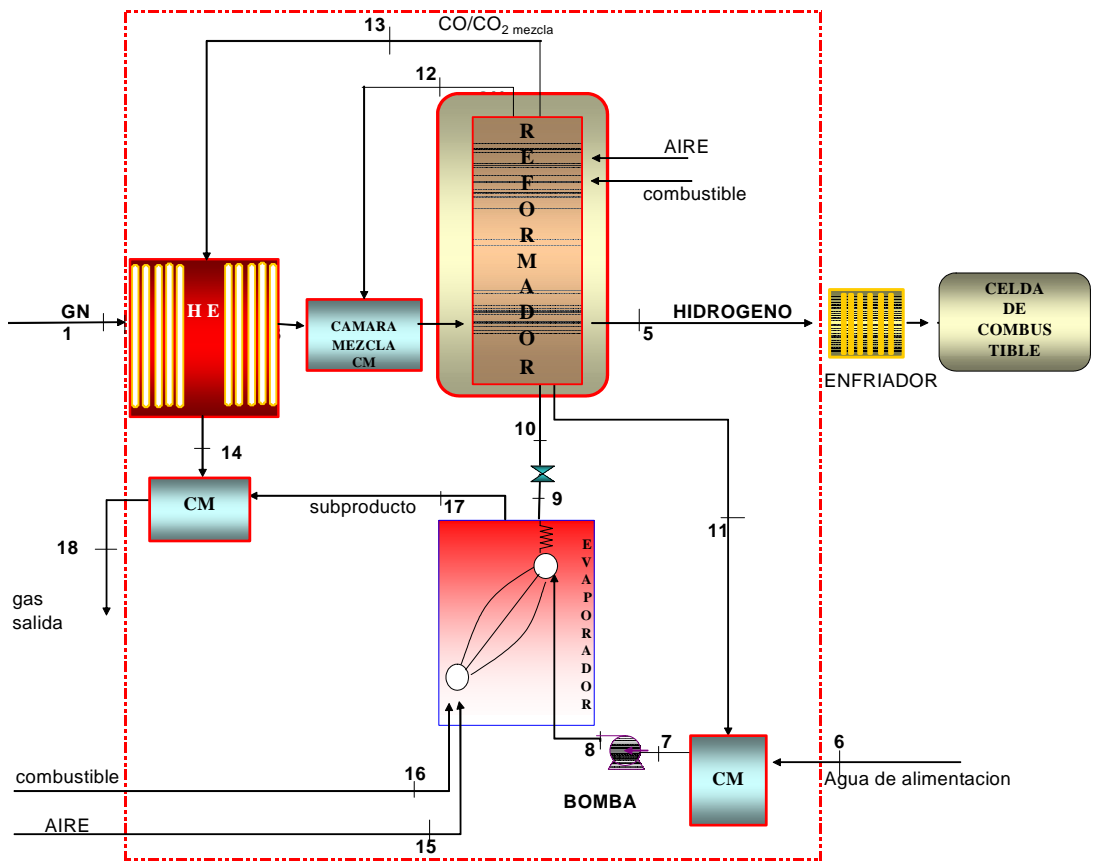 13
CO/CO2 mezcla
12
REFORMADOR
AIRE
combustible
GN
1
H E
CAMARA
MEZCLA
CM
5
HIDROGENO
CELDA
DE
COMBUS
TIBLE
ENFRIADOR
10
14
CM
subproducto
17
9
11
EVAPORADOR
18
gas
salida
8
7
CM
6
Agua de alimentacion
combustible
16
BOMBA
AIRE
15